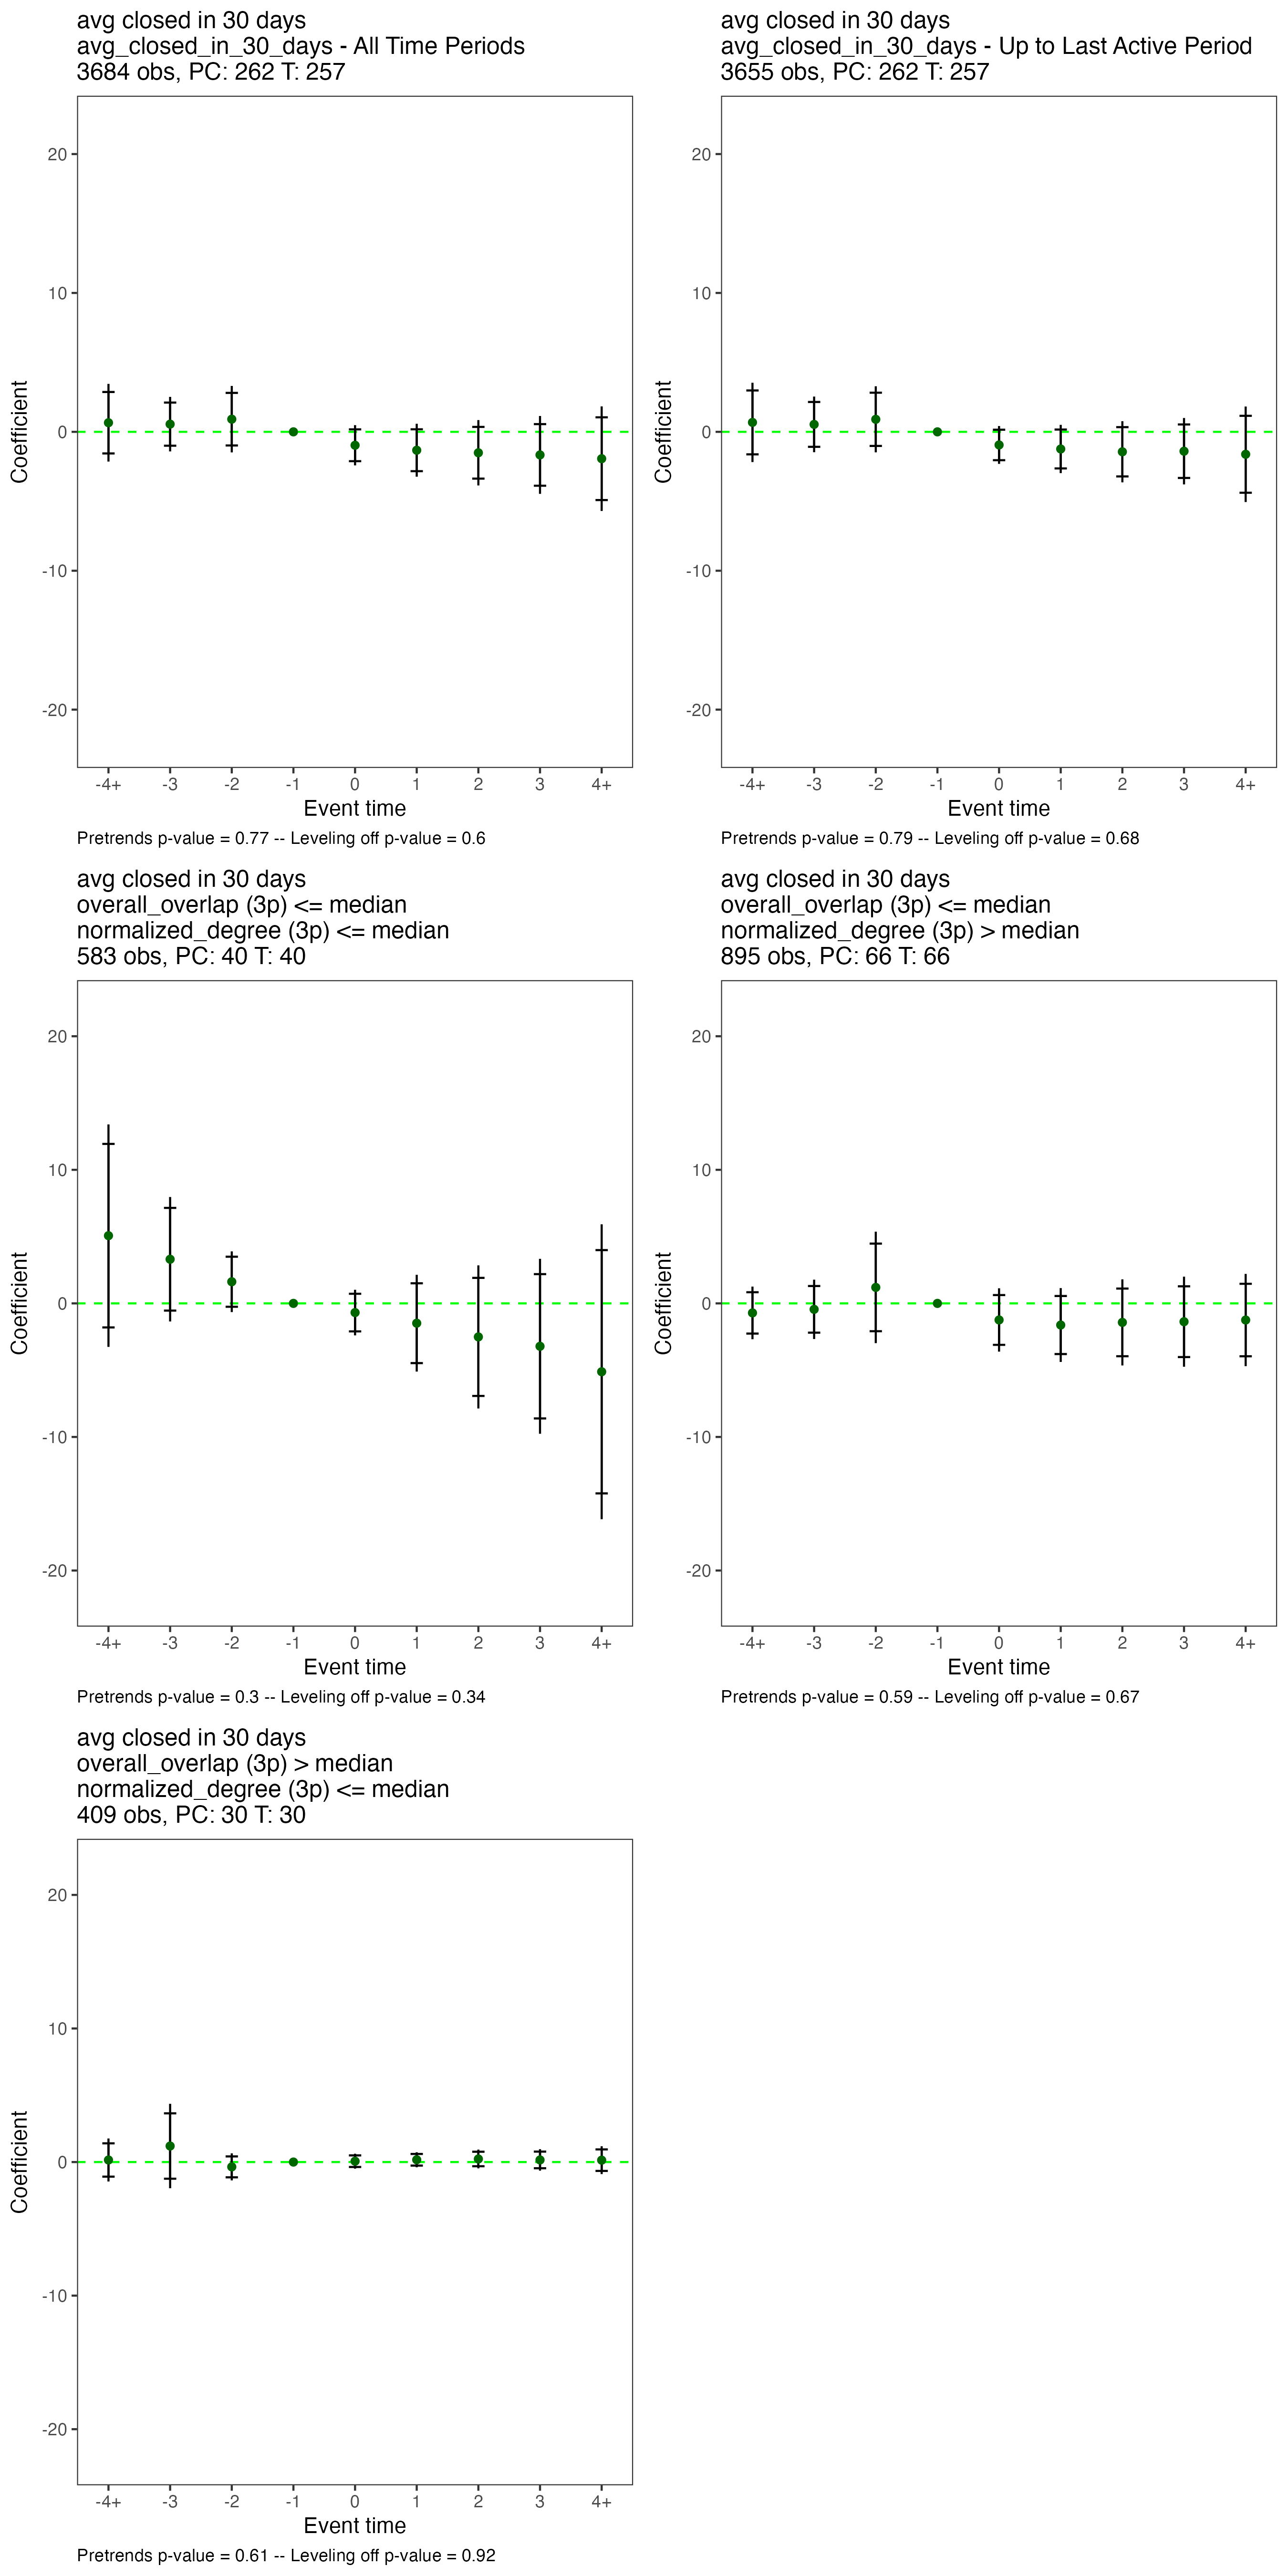 avg closed in 30 days
avg_closed_in_30_days - All Time Periods
3684 obs, PC: 262 T: 257
20
10
0
-10
-20
Coefficient
-4+ -3 -2 -1 0 1 2 3 4+
Event time
Pretrends p-value = 0.77 -- Leveling off p-value = 0.6
avg closed in 30 days
avg_closed_in_30_days - Up to Last Active Period
3655 obs, PC: 262 T: 257
20
10
0
-10
-20
Coefficient
-4+ -3 -2 -1 0 1 2 3 4+
Event time
Pretrends p-value = 0.79 -- Leveling off p-value = 0.68
avg closed in 30 days
overall_overlap (3p) <= median
normalized_degree (3p) <= median
583 obs, PC: 40 T: 40
20
10
0
-10
-20
Coefficient
-4+ -3 -2 -1 0 1 2 3 4+
Event time
Pretrends p-value = 0.3 -- Leveling off p-value = 0.34
avg closed in 30 days
overall_overlap (3p) <= median
normalized_degree (3p) > median
895 obs, PC: 66 T: 66
20
10
0
-10
-20
Coefficient
-4+ -3 -2 -1 0 1 2 3 4+
Event time
Pretrends p-value = 0.59 -- Leveling off p-value = 0.67
avg closed in 30 days
overall_overlap (3p) > median
normalized_degree (3p) <= median
409 obs, PC: 30 T: 30
20
10
0
-10
-20
Coefficient
-4+ -3 -2 -1 0 1 2 3 4+
Event time
Pretrends p-value = 0.61 -- Leveling off p-value = 0.92